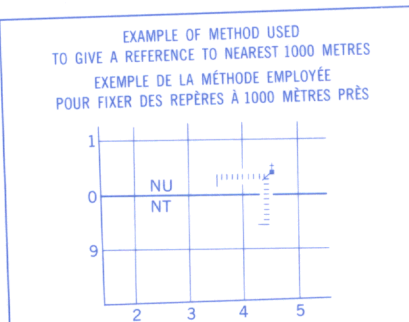 EXAMPLE OF METHOD USED
TO GIVE A REFERENCE TO NEAREST 1000 METRES
EXEMPLE DE LA MÉTHODE EMPLOYÉE
POUR FIXER DES REPÈRES À 1000 MÈTRES PRÈS
1
NU
0
NT
9
2 3 4 5